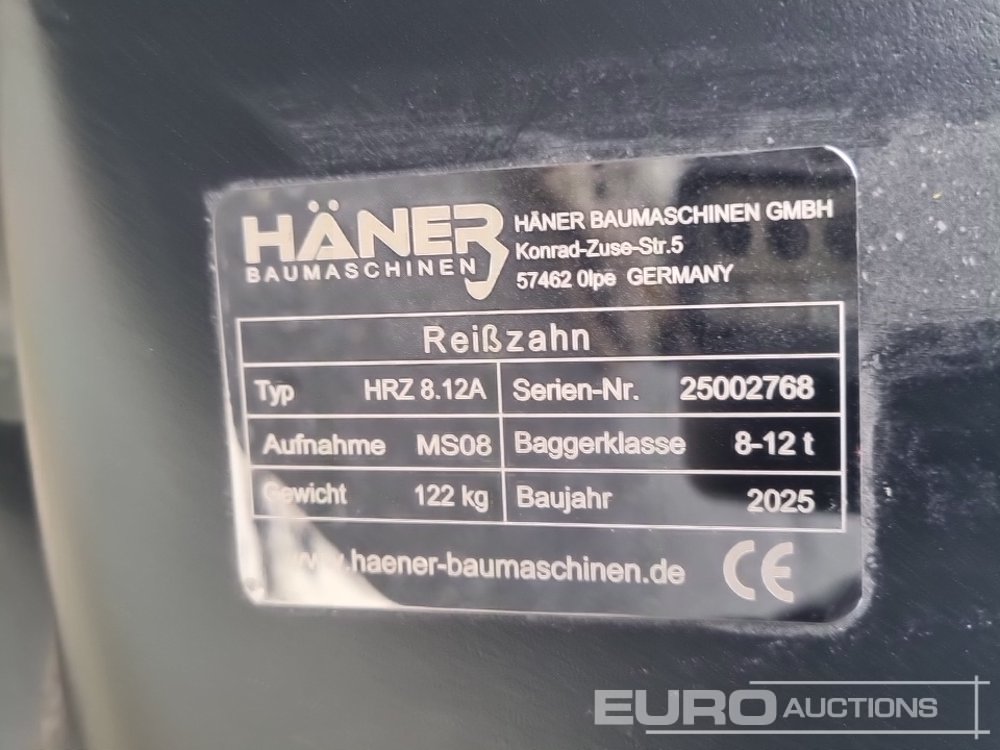 HÄNER
BAUMASCHINEN
HÄNER BAUMASCHINEN GMBH
Konrad-Zuse-Str.5
57462 Olpe GERMANY
Reißzahn
Typ HRZ 8.12A Serien-Nr. 25002768
Aufnahme MS08 Baggerklasse 8-12 t
Gewicht 122 kg Baujahr 2025
www.haener-baumaschinen.de CE
EURO AUCTIONS